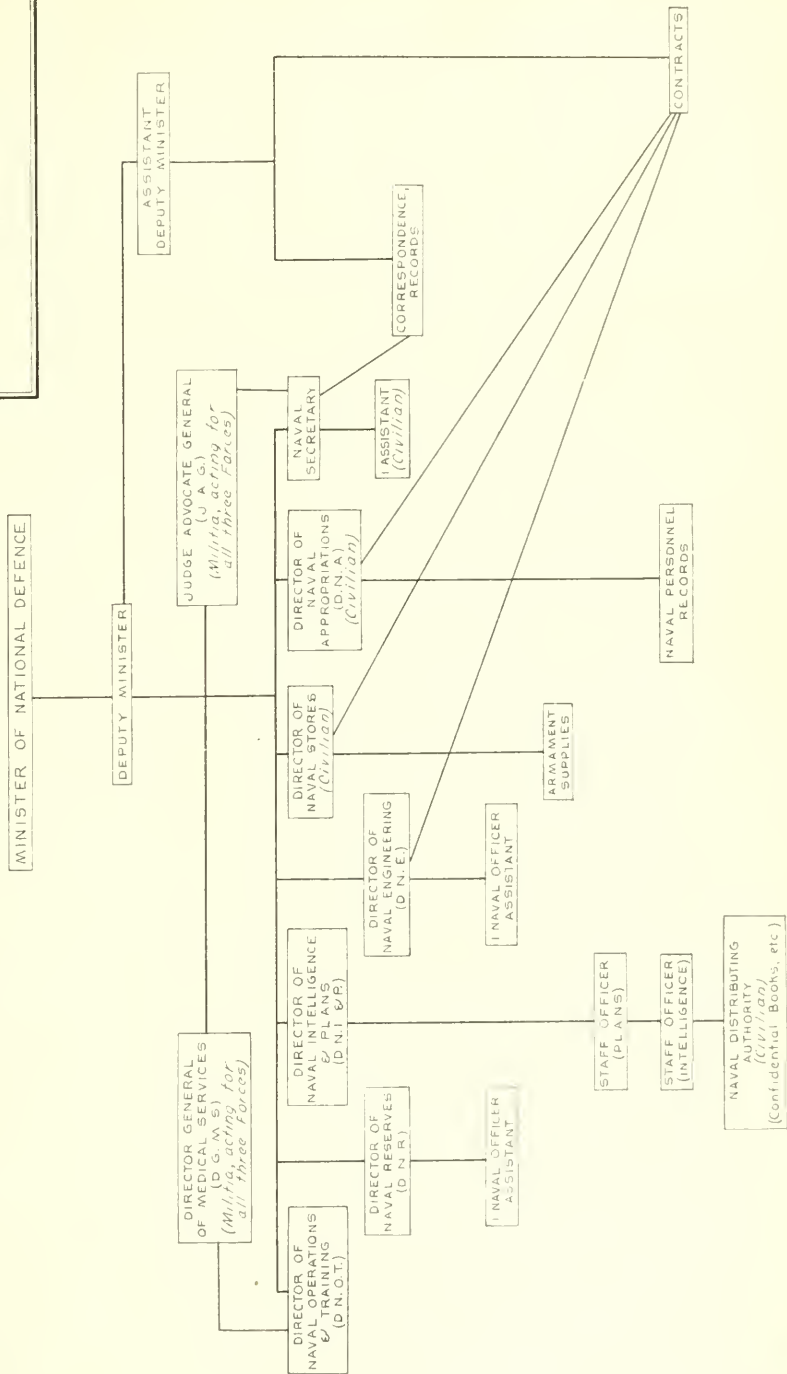 MINISTER OF NATIONAL DEFENCE
DEPUTY MINISTER
ASSISTANT
DEPUTY MINISTER
DIRECTOR GENERAL
OF MEDICAL SERVICES
(D.G.M.S)
(Militia, acting for
all three Forces)
JUDGE ADVOCATE GENERAL
(J.A.G.)
(Militia, acting for
all three Forces)
DIRECTOR OF
NAVAL OPERATIONS
& TRAINING
(D.N.O.T.)
DIRECTOR OF
NAVAL RESERVES
(D N R)
1 NAVAL OFFICER
ASSISTANT
DIRECTOR OF
NAVAL INTELLIGENCE
& PLANS
(D.N.I & P.)
STAFF OFFICER
(PLANS)
STAFF OFFICER
(INTELLIGENCE)
NAVAL DISTRIBUTING
AUTHORITY
(Civilian)
(Confidential Books, etc)
DIRECTOR OF
NAVAL ENGINEERING
(D N.E.)
1 NAVAL OFFICER
ASSISTANT
DIRECTOR OF
NAVAL STORES
(Civilian)
ARMAMENT
SUPPLIES
DIRECTOR OF
NAVAL
APPROPRIATIONS
(D.N.A)
(Civilian)
NAVAL PERSONNEL
RECORDS
NAVAL
SECRETARY
1 ASSISTANT
(Civilian)
CORRESPONDENCE,
RECORDS
CONTRACTS